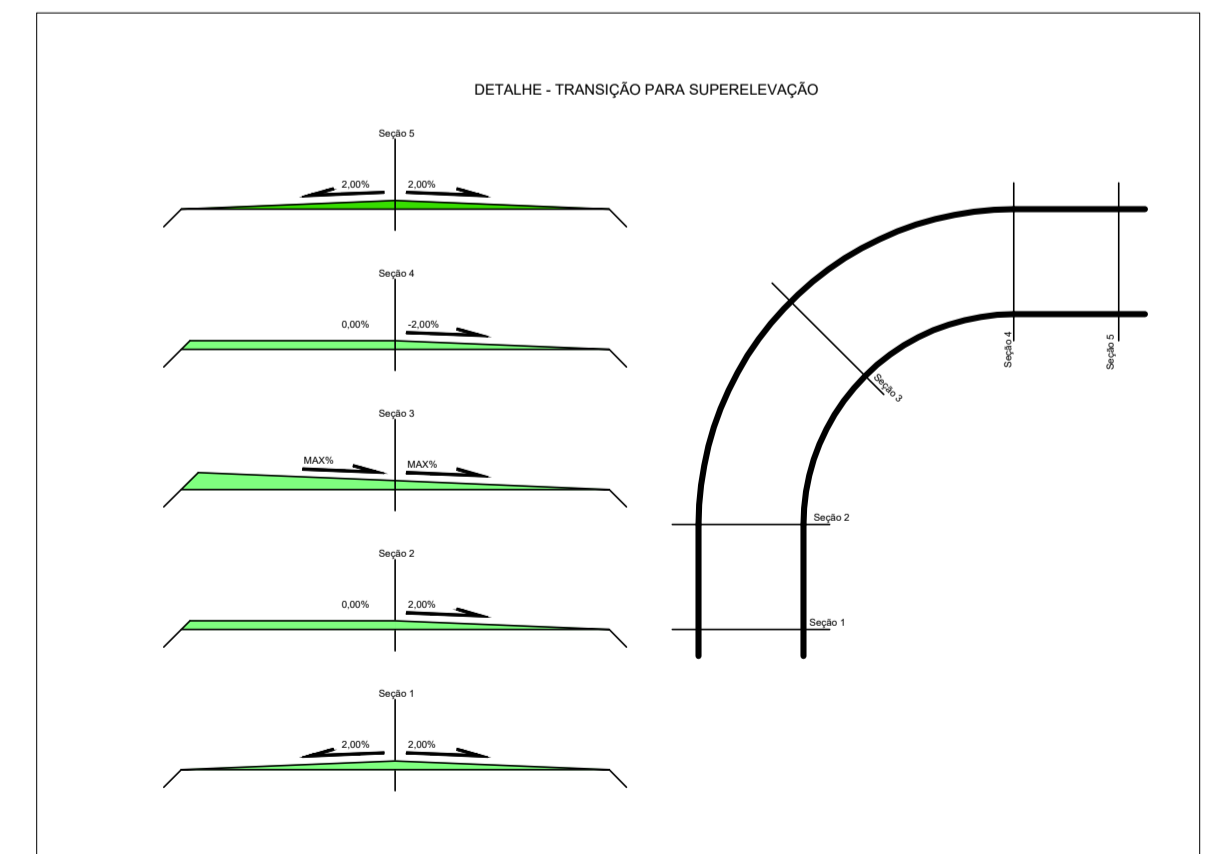 DETALHE - TRANSIÇÃO PARA SUPERELEVAÇÃO
Seção 5
2,00% 2,00%
Seção 4
0,00% -2,00%
Seção 3
MAX% MAX%
Seção 2
0,00% 2,00%
Seção 1
2,00% 2,00%
Seção 4
Seção 5
Seção 3
Seção 2
Seção 1